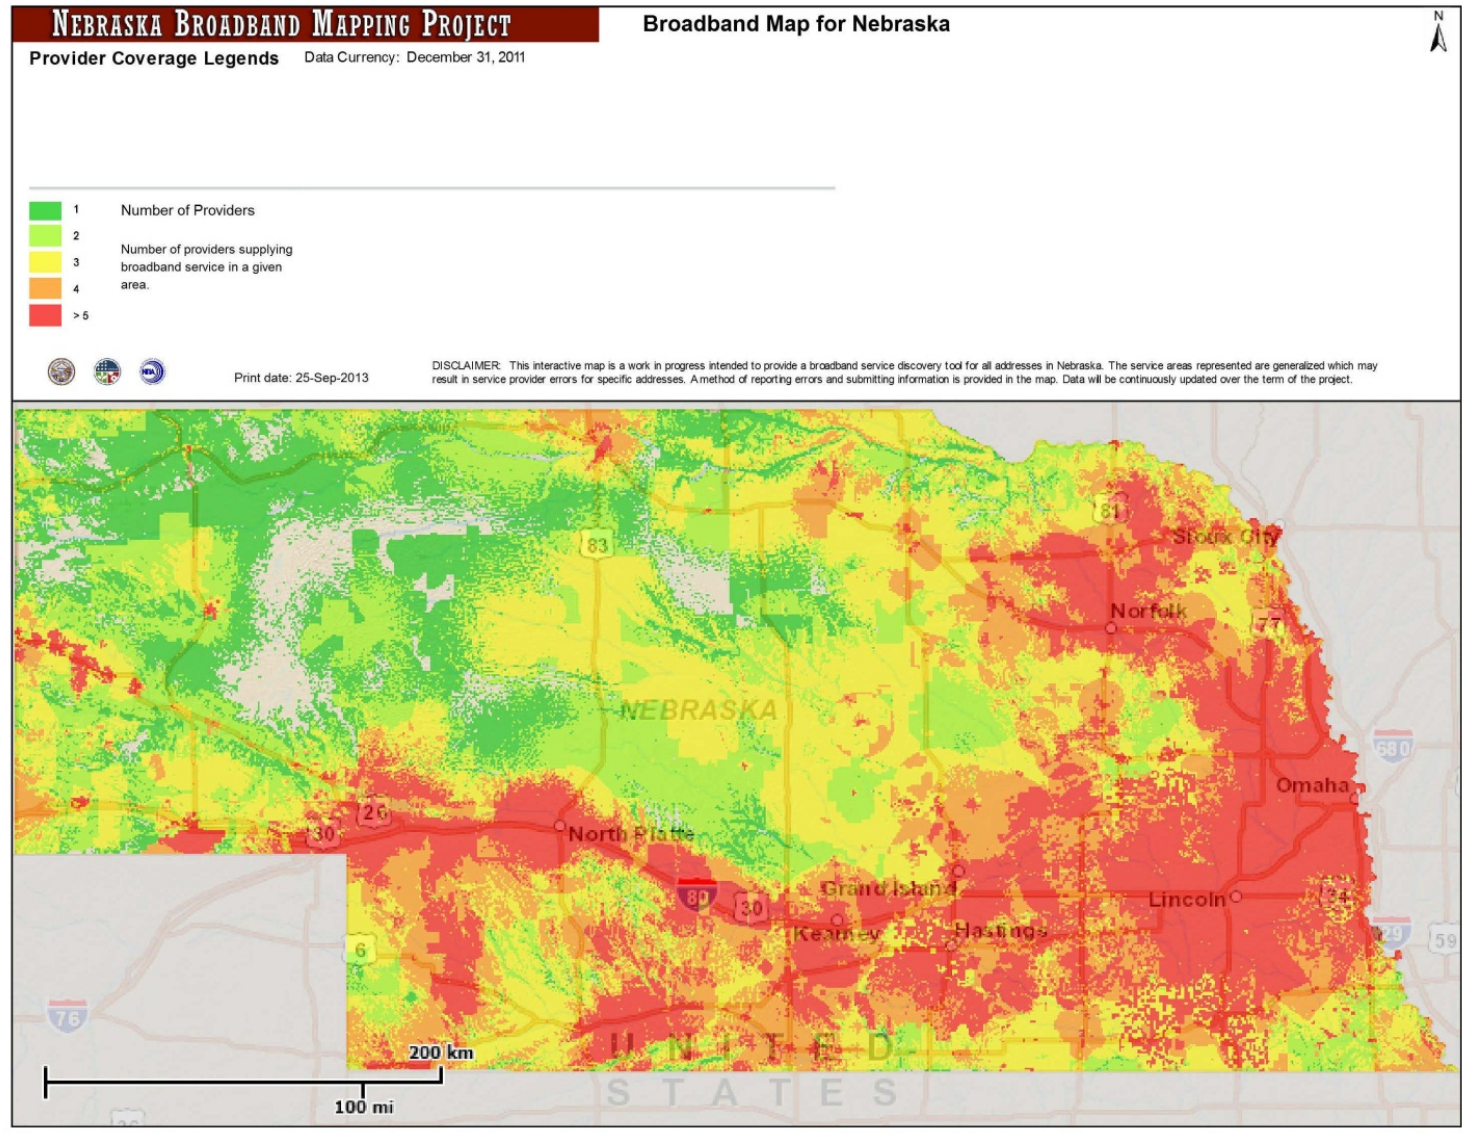 NEBRASKA BROADBAND MAPPING PROJECT
Broadband Map for Nebraska
N
Provider Coverage Legends
Data Currency: December 31, 2011
1
Number of Providers
2
Number of providers supplying
3
broadband service in a given
4
area.
> 5
Print date: 25-Sep-2013
DISCLAIMER: This interactive map is a work in progress intended to provide a broadband service discovery tool for all addresses in Nebraska. The service areas represented are generalized which may
result in service provider errors for specific addresses. A method of reporting errors and submitting information is provided in the map. Data will be continuously updated over the term of the project.
81
Sioux City
83
Norfolk
77
NEBRASKA
680
Omaha
26
30
North Platte
80
30
Grand Island
Lincoln
Kearney
Hastings
29
59
6
76
UNITED
200 km
STATES
100 mi